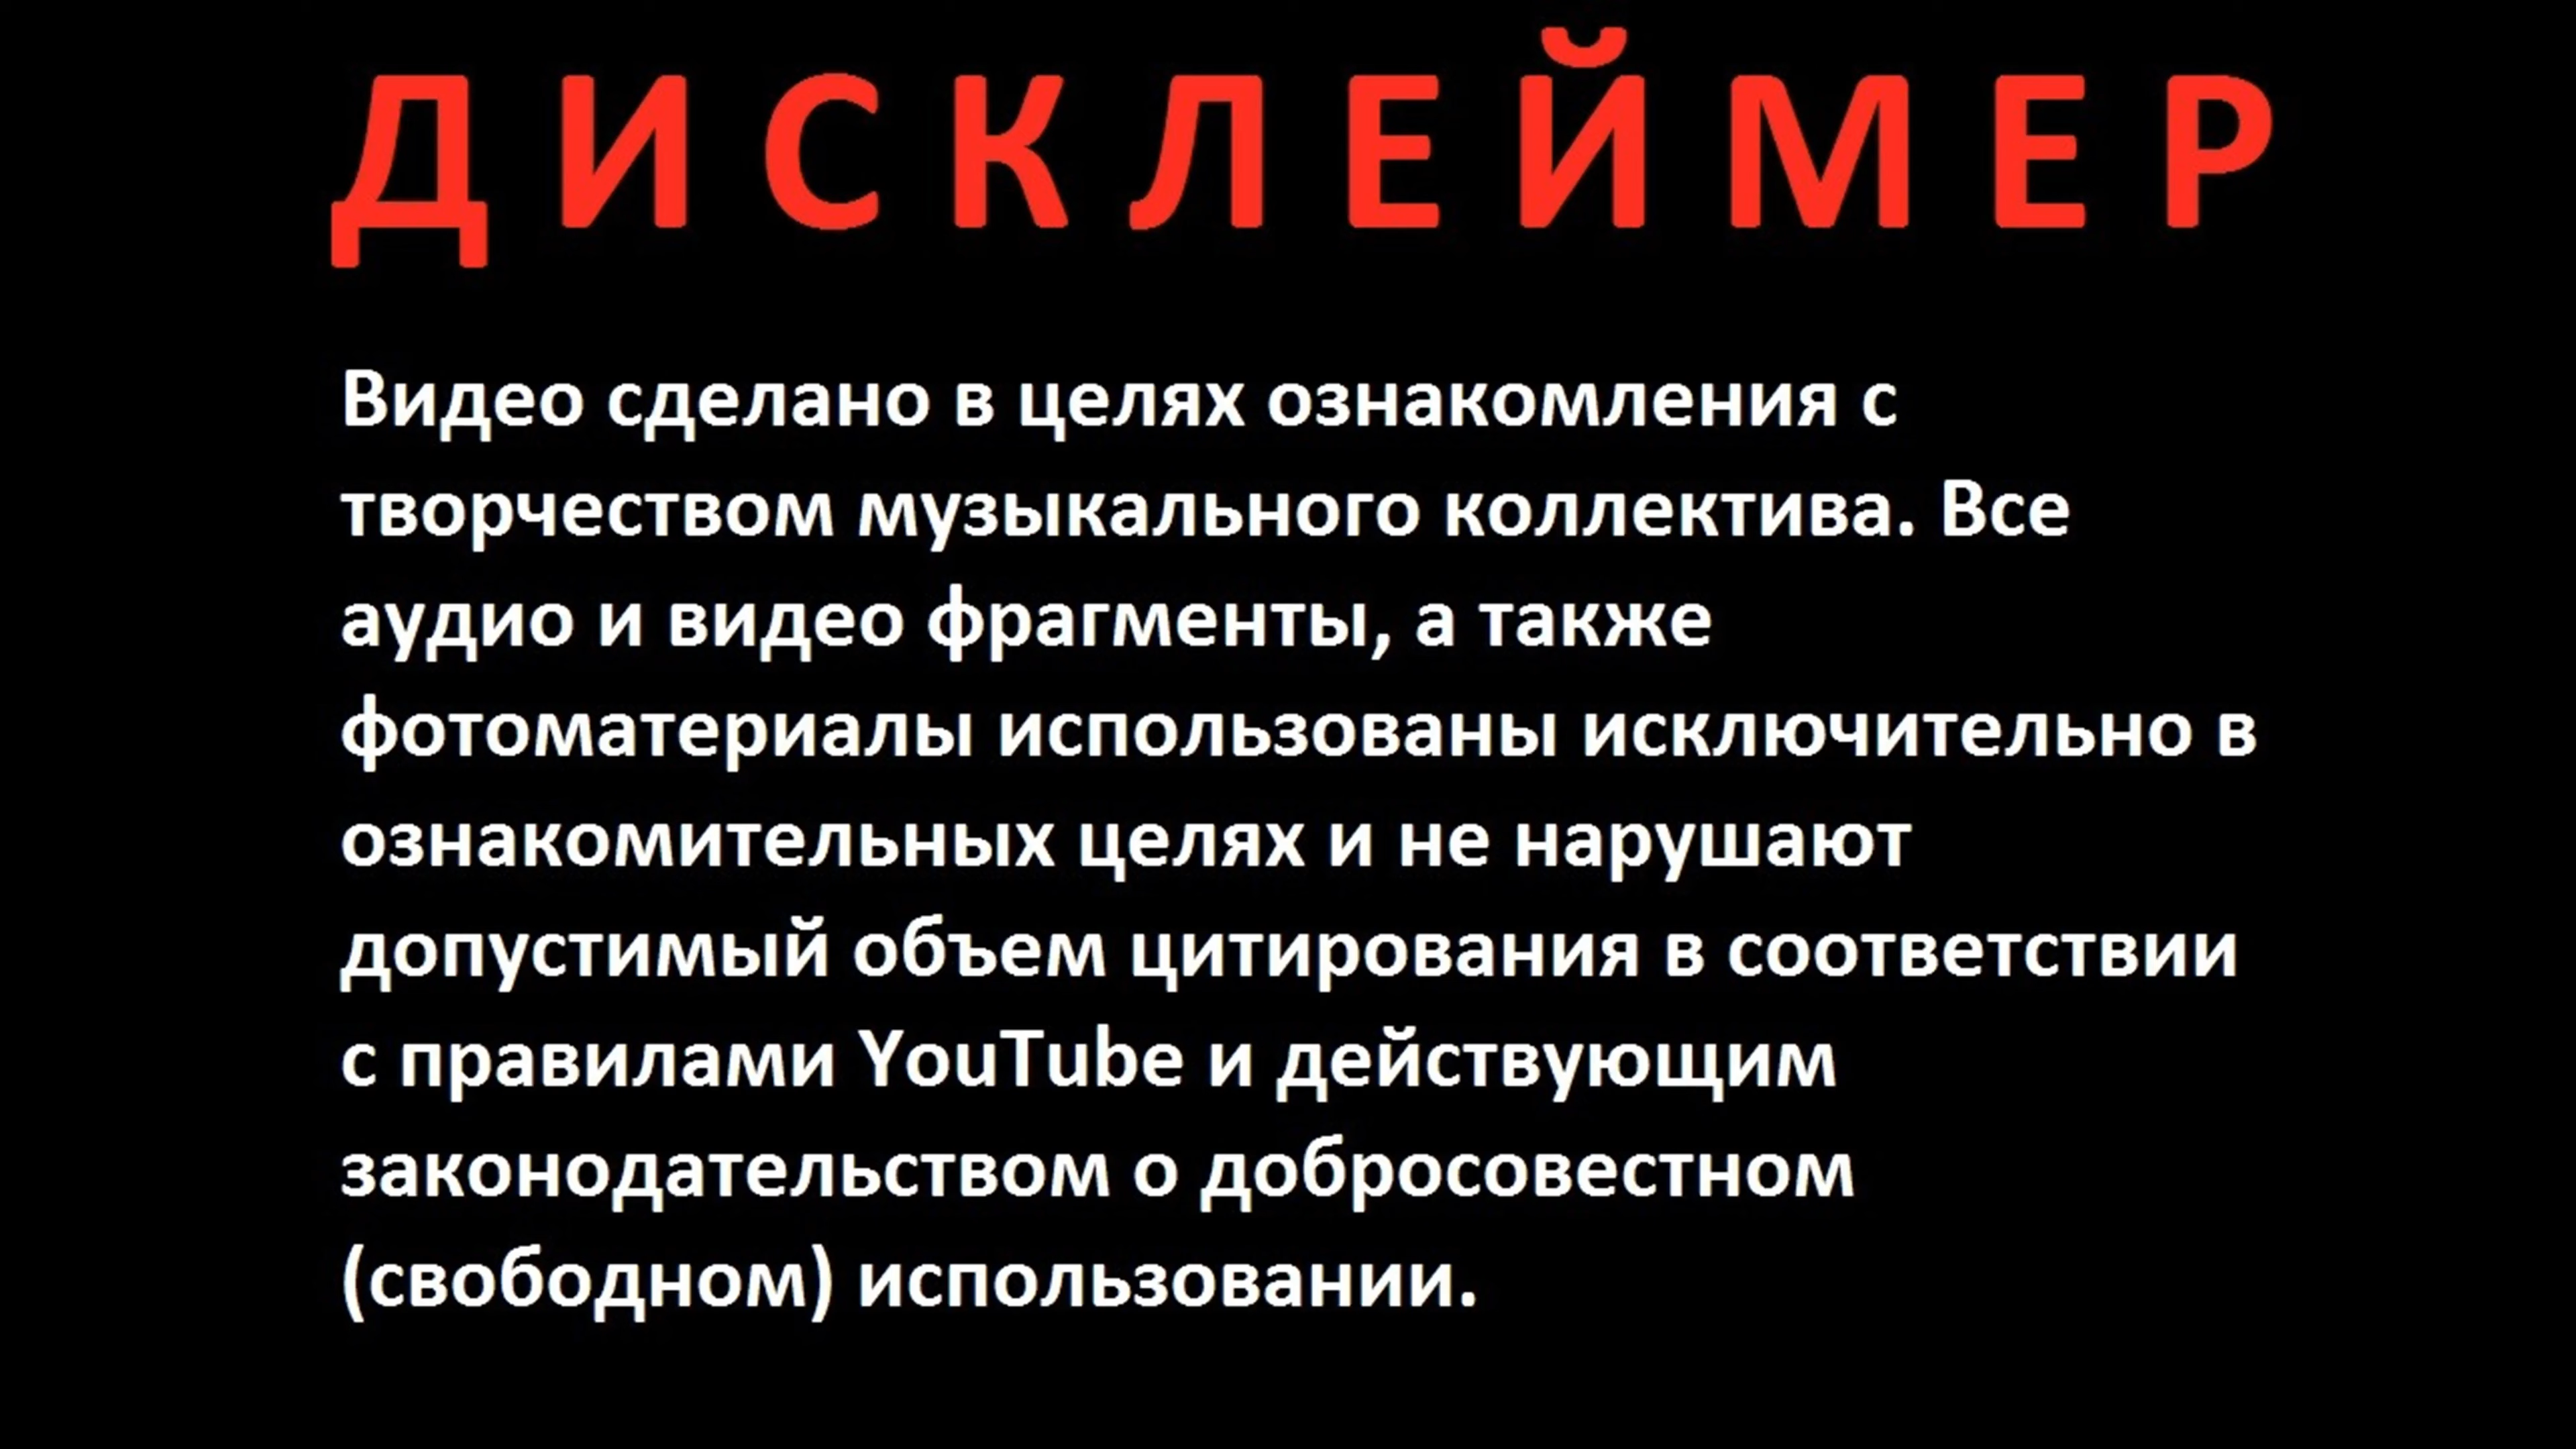 ДИСКЛЕЙМЕР
Видео сделано в целях ознакомления с
творчеством музыкального коллектива. Все
аудио и видео фрагменты, а также
фотоматериалы использованы исключительно в
ознакомительных целях и не нарушают
допустимый объем цитирования в соответствии
с правилами YouTube и действующим
законодательством о добросовестном
(свободном) использовании.